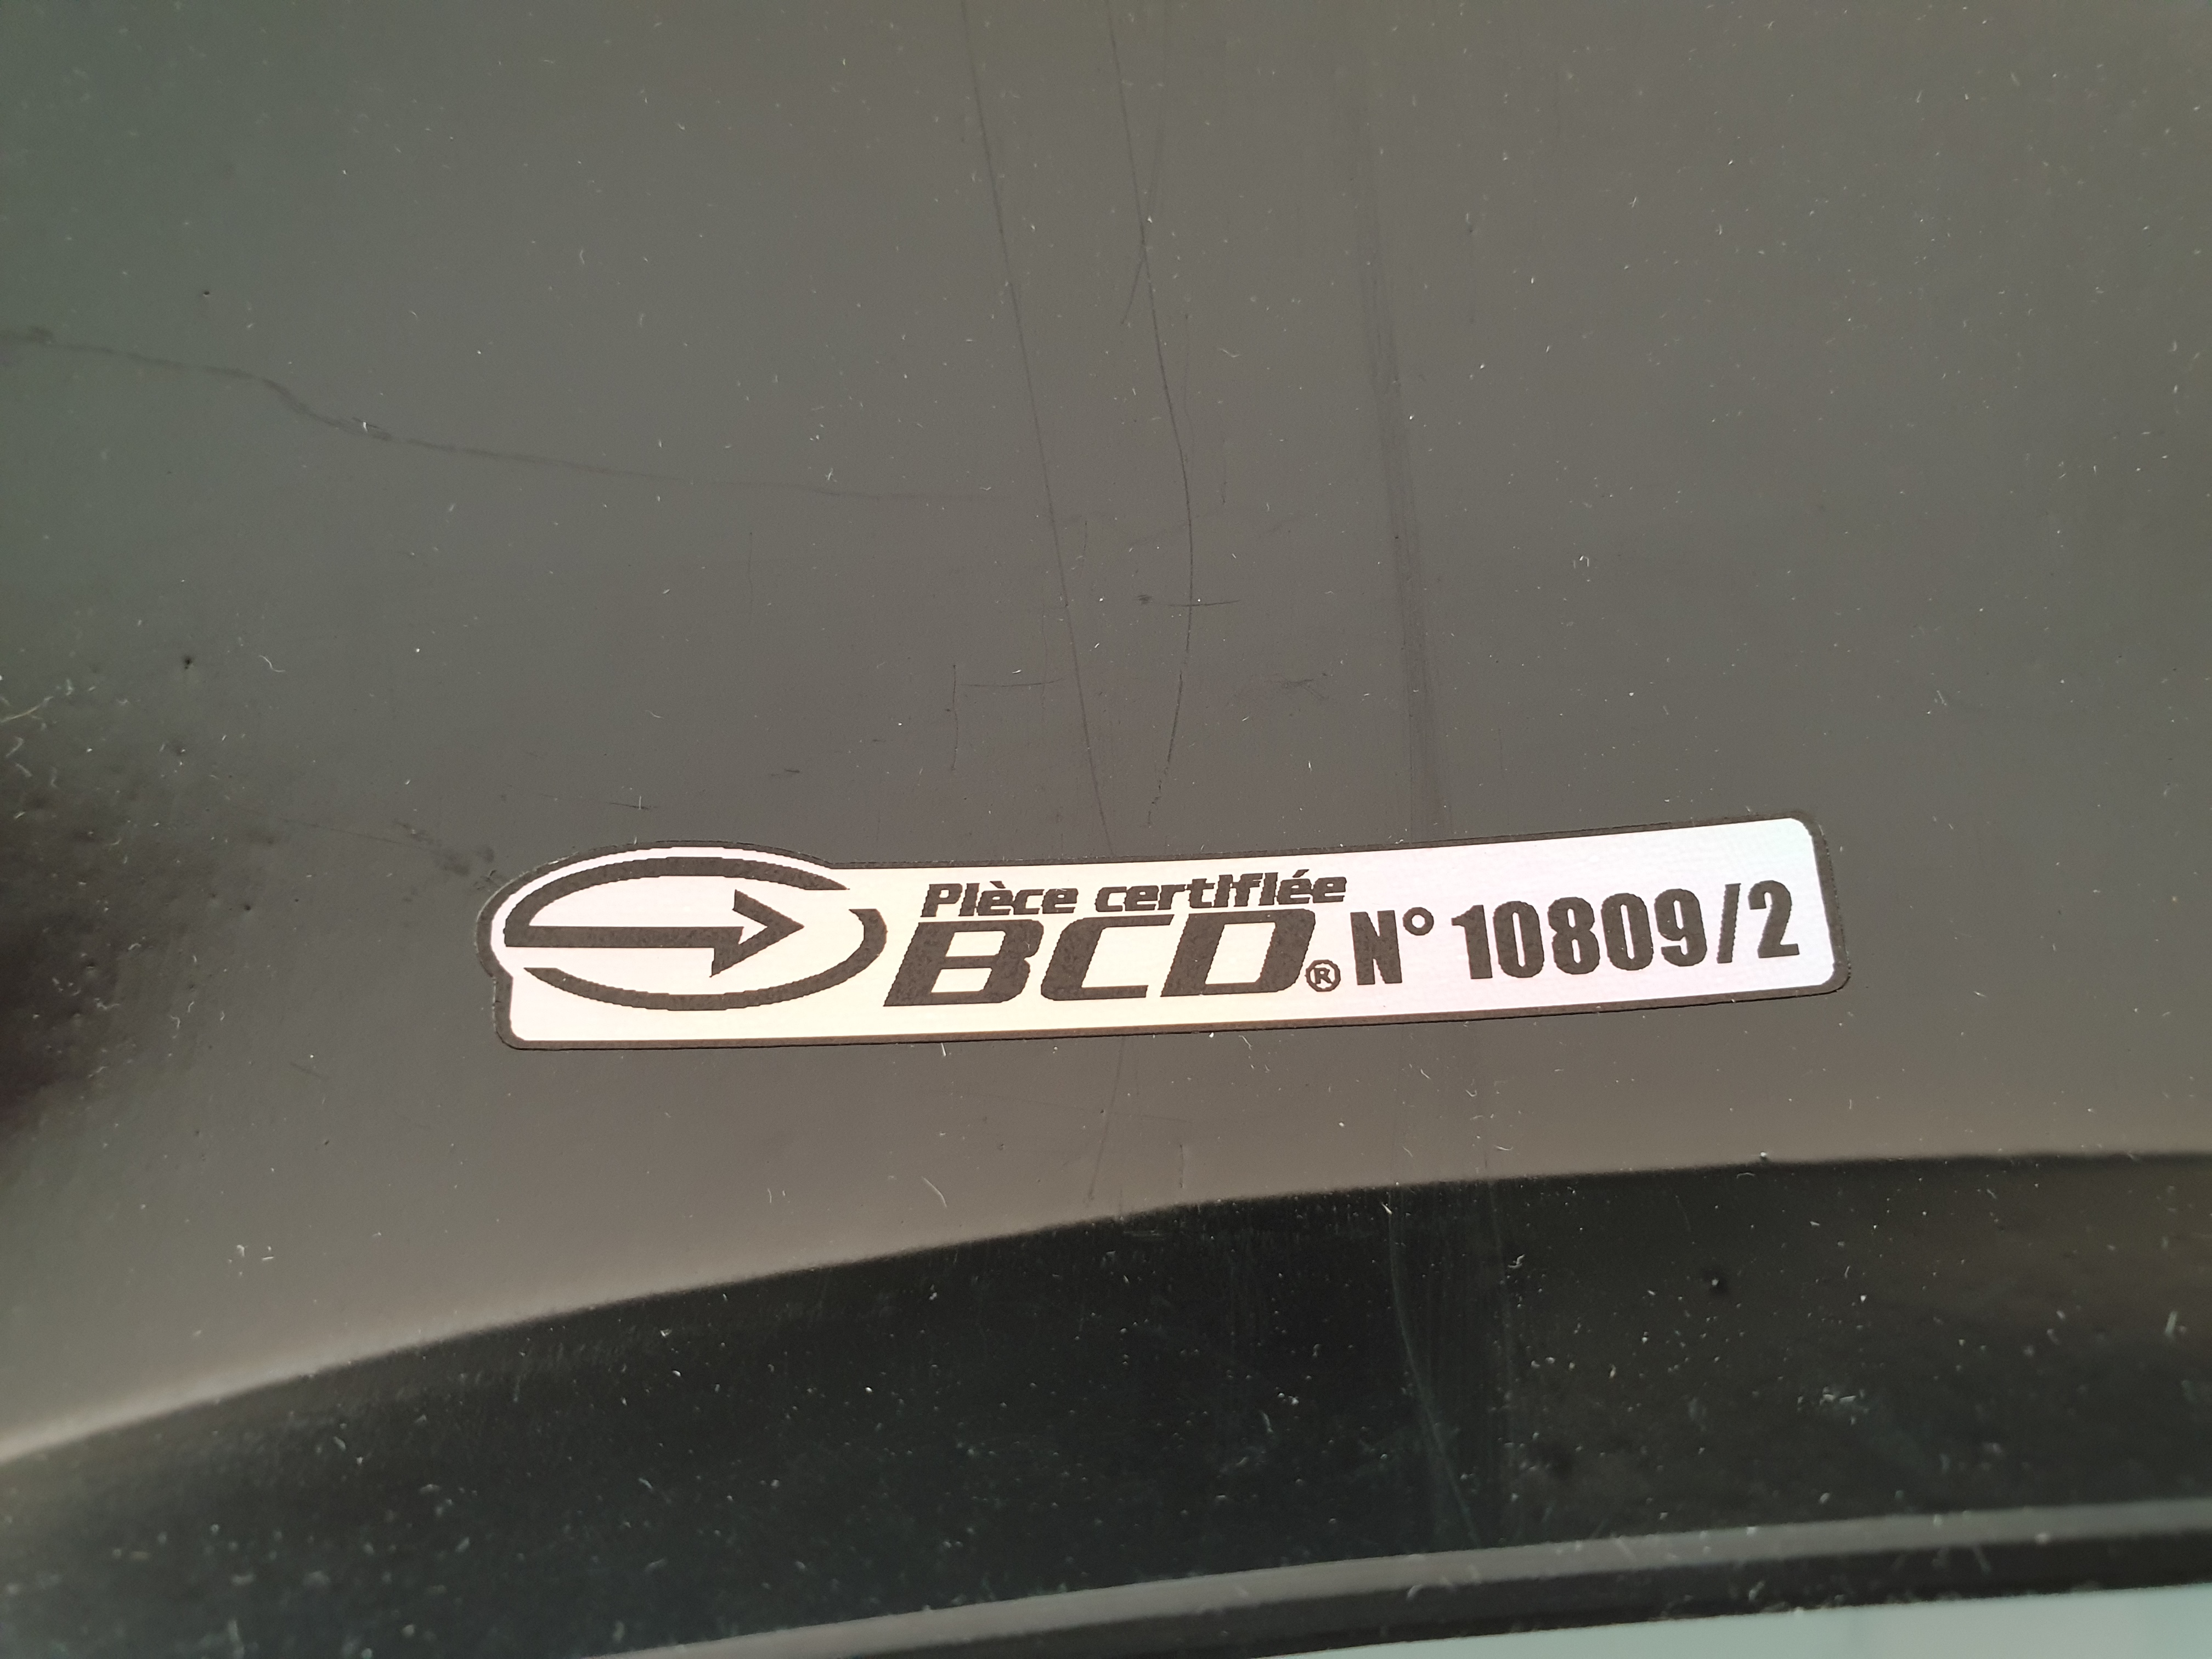 Pièce certifiée
BCD® N° 10809/2